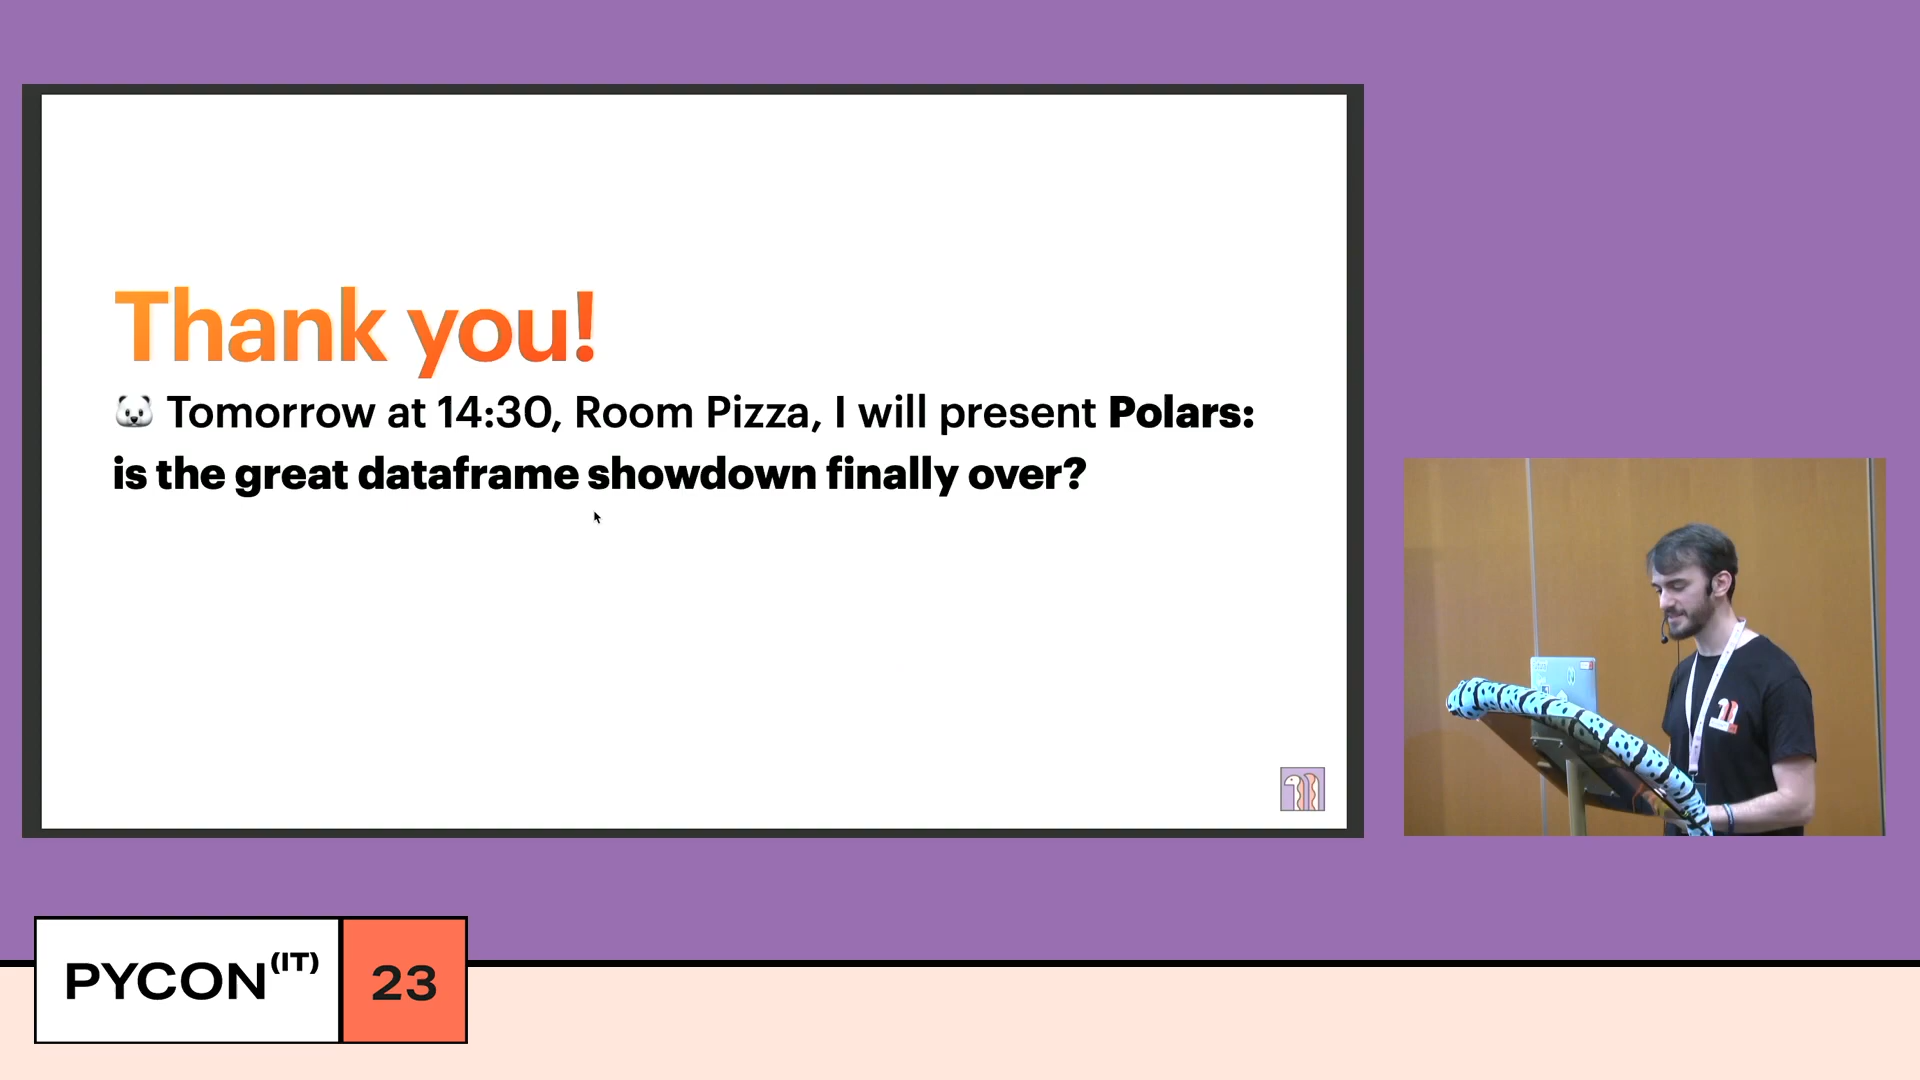 Thank you!
🐻‍❄️ Tomorrow at 14:30, Room Pizza, I will present Polars:
is the great dataframe showdown finally over?
PYCON(IT) 23